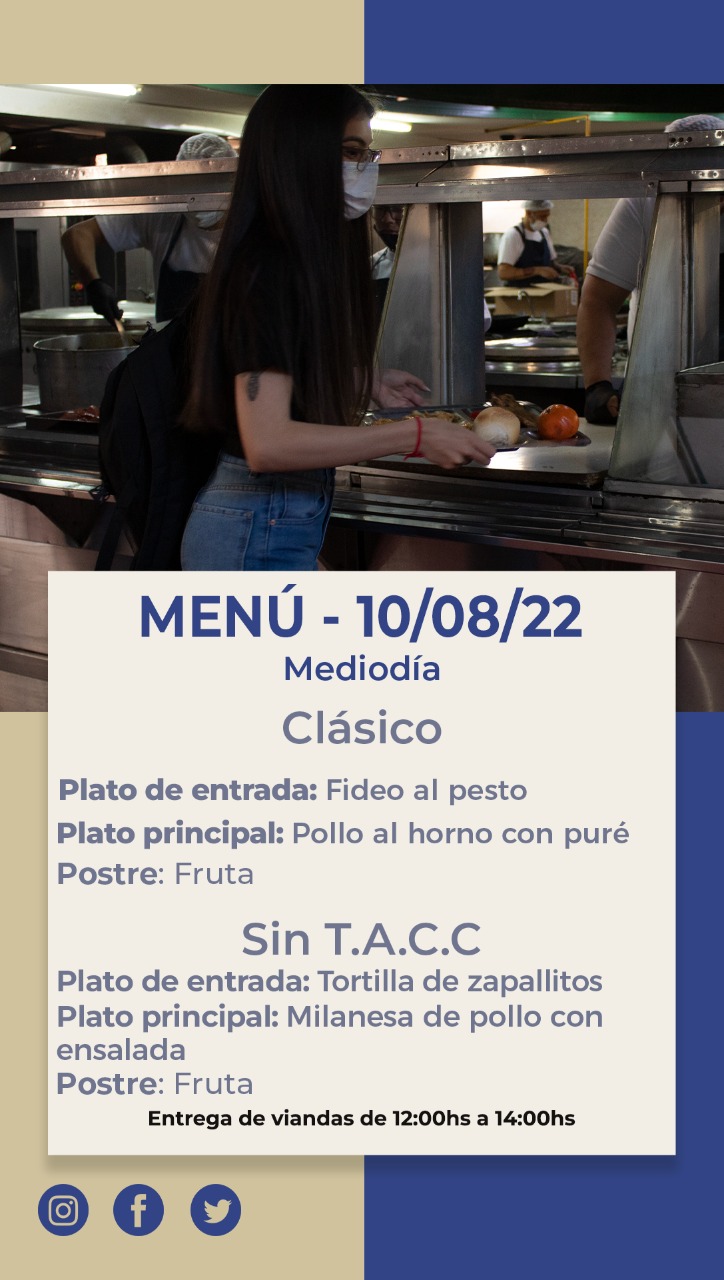 MENÚ - 10/08/22
Mediodía
Clásico
Plato de entrada: Fideo al pesto
Plato principal: Pollo al horno con puré
Postre: Fruta
Sin T.A.C.C
Plato de entrada: Tortilla de zapallitos
Plato principal: Milanesa de pollo con
ensalada
Postre: Fruta
Entrega de viandas de 12:00hs a 14:00hs